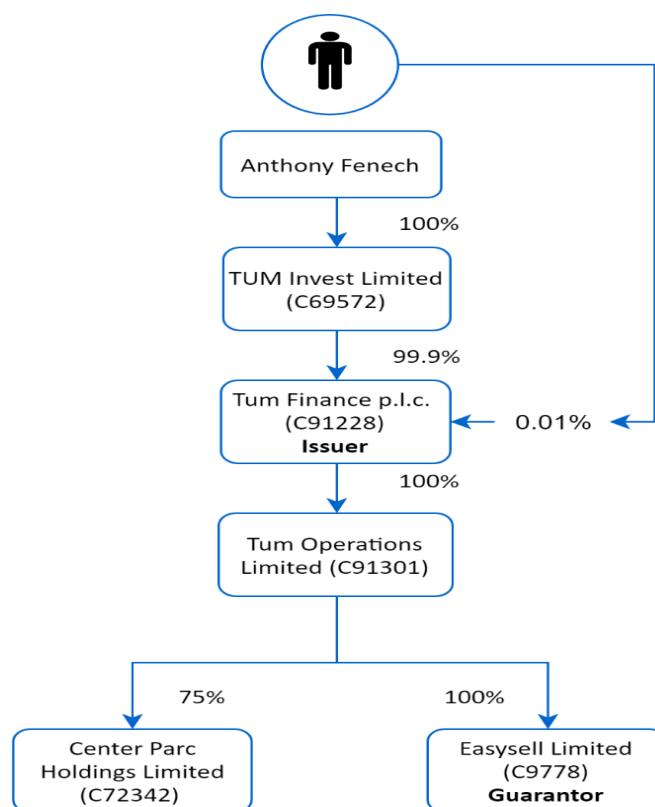 Anthony Fenech
100%
TUM Invest Limited
(C69572)
99.9%
Tum Finance p.l.c.
(C91228)
Issuer
0.01%
100%
Tum Operations
Limited (C91301)
75%
100%
Center Parc
Holdings Limited
(C72342)
Easysell Limited
(C9778)
Guarantor